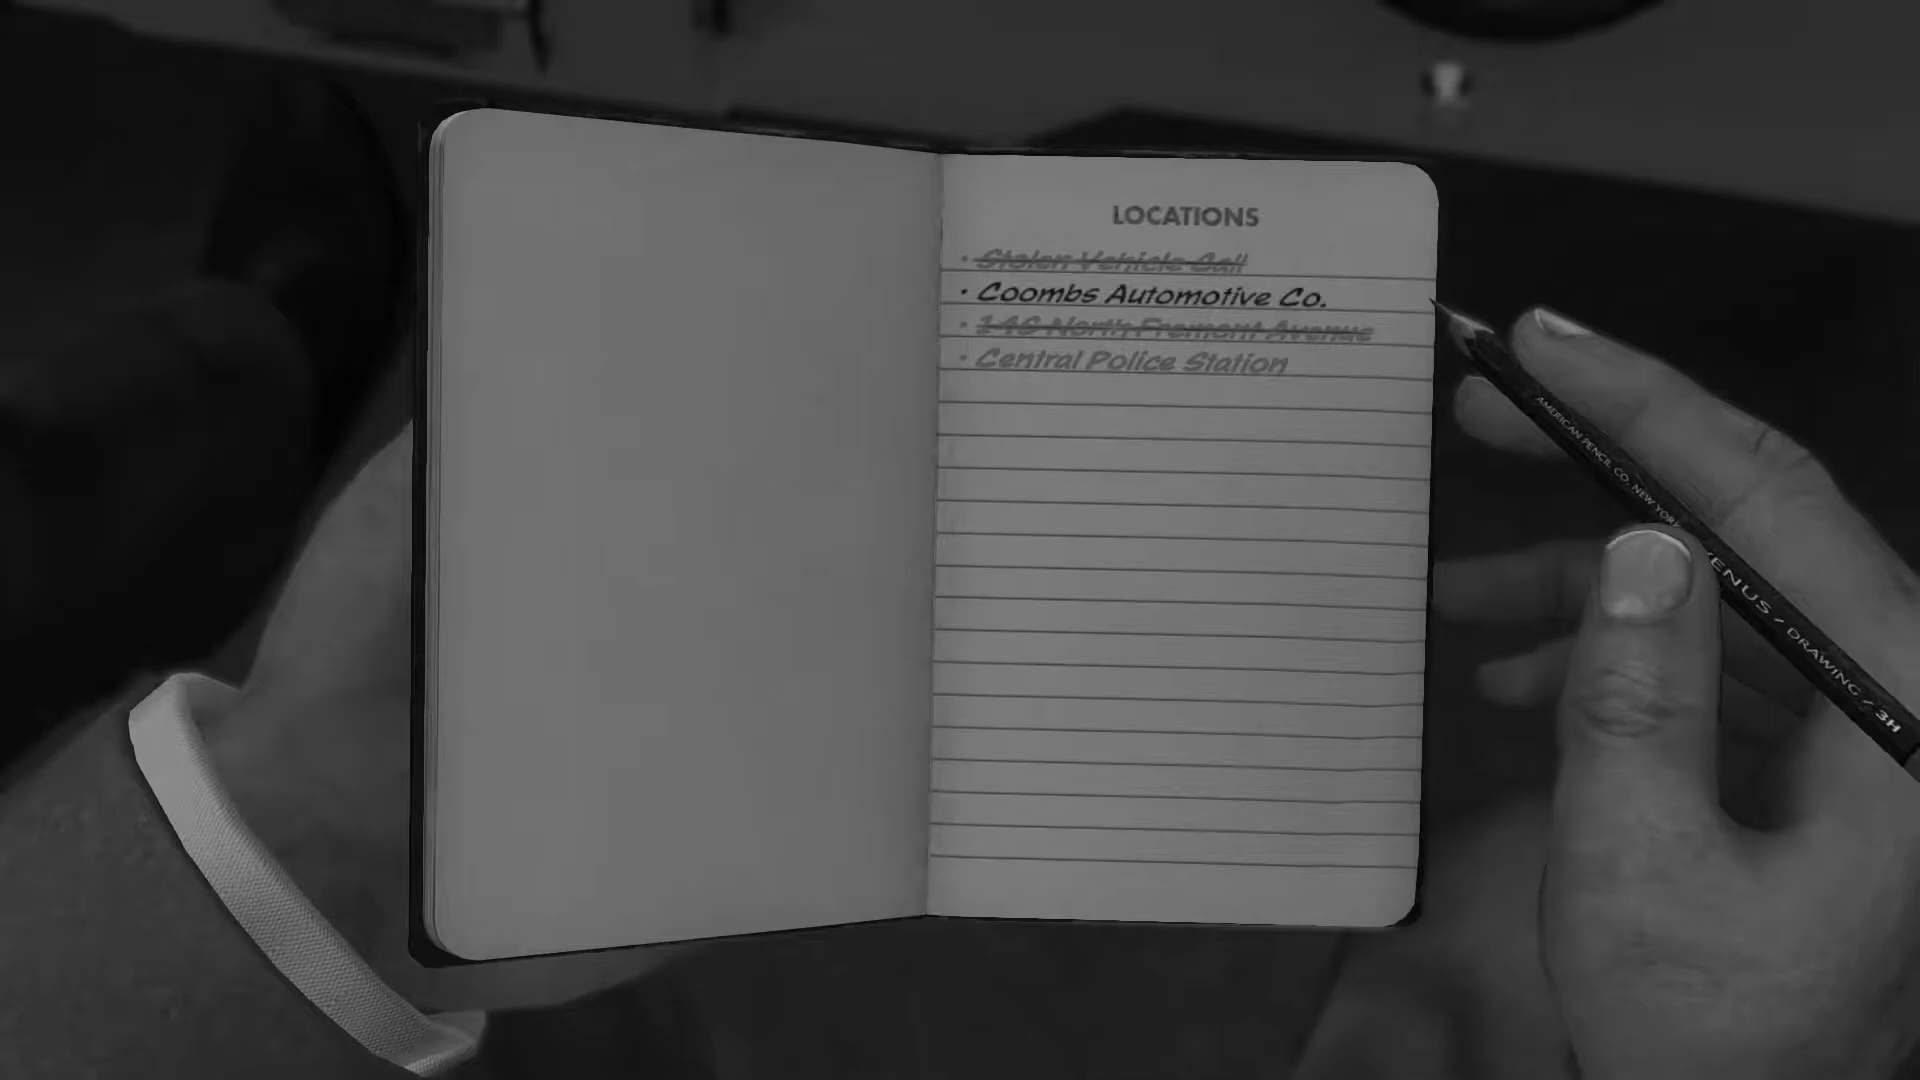 LOCATIONS
• Stolen Vehicle Call
• Coombs Automotive Co.
• 146 North Fremont Avenue
• Central Police Station
AMERICAN PENCIL CO. NEW YORK
VENUS / DRAWING / 3H